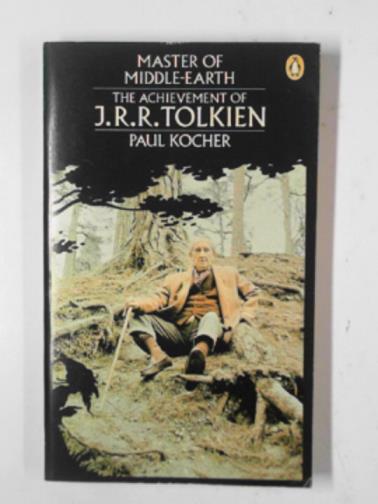 MASTER OF
MIDDLE-EARTH
THE ACHIEVEMENT OF
J.R.R.TOLKIEN
PAUL KOCHER